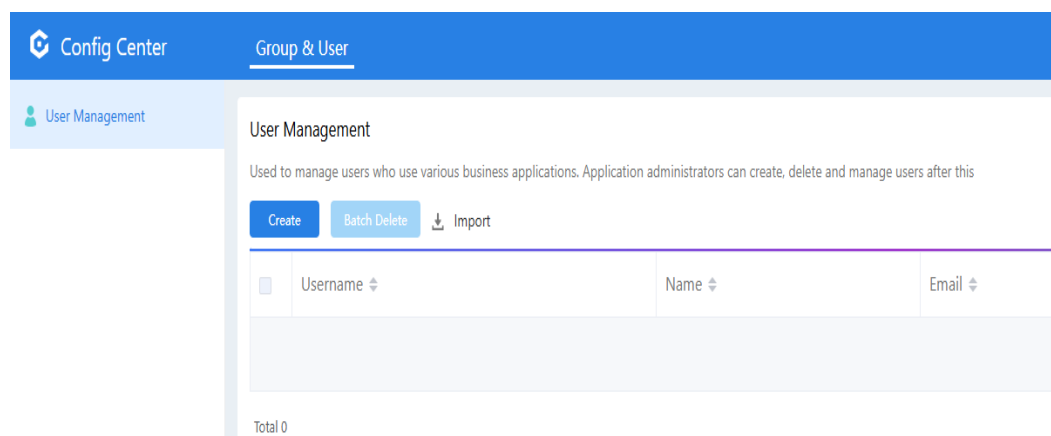 Config Center
Group & User
User Management
User Management
Used to manage users who use various business applications. Application administrators can create, delete and manage users after this
Create Batch Delete Import
Username Name Email
Total 0